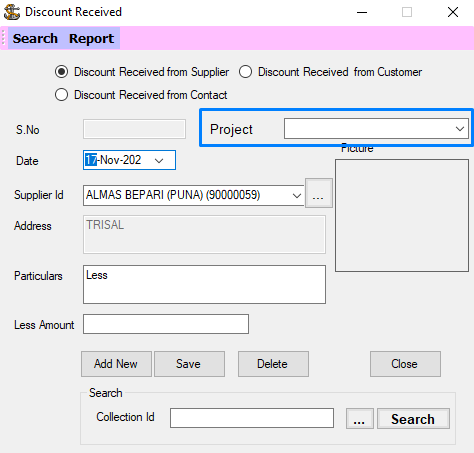 Discount Received
Search Report
Discount Received from Supplier Discount Received from Customer
Discount Received from Contact
S.No Project
Date 17-Nov-202 Picture
Supplier Id ALMAS BEPARI (PUNA) (90000059) ...
Address TRISAL
Particulars Less
Less Amount
Add New Save Delete Close
Search
Collection Id ... Search